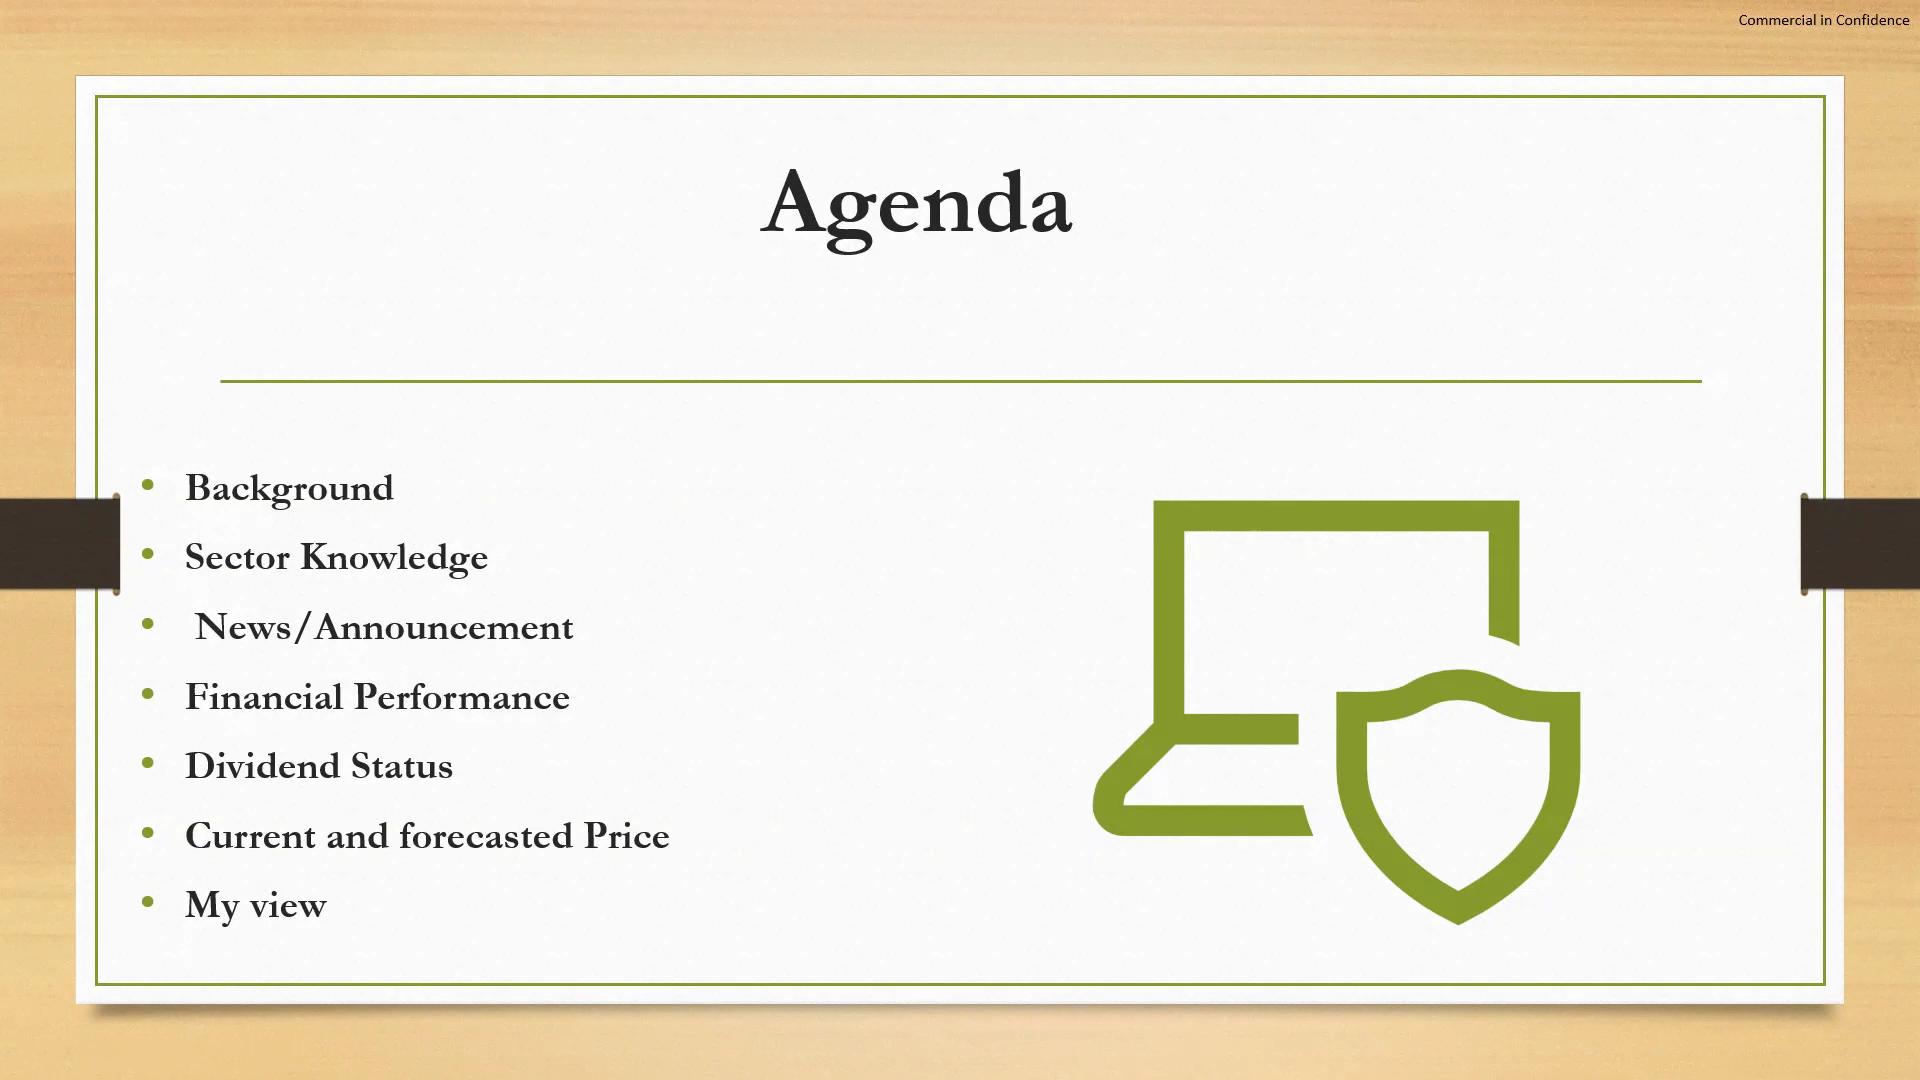 Commercial in Confidence
Agenda
• Background
• Sector Knowledge
• News/Announcement
• Financial Performance
• Dividend Status
• Current and forecasted Price
• My view